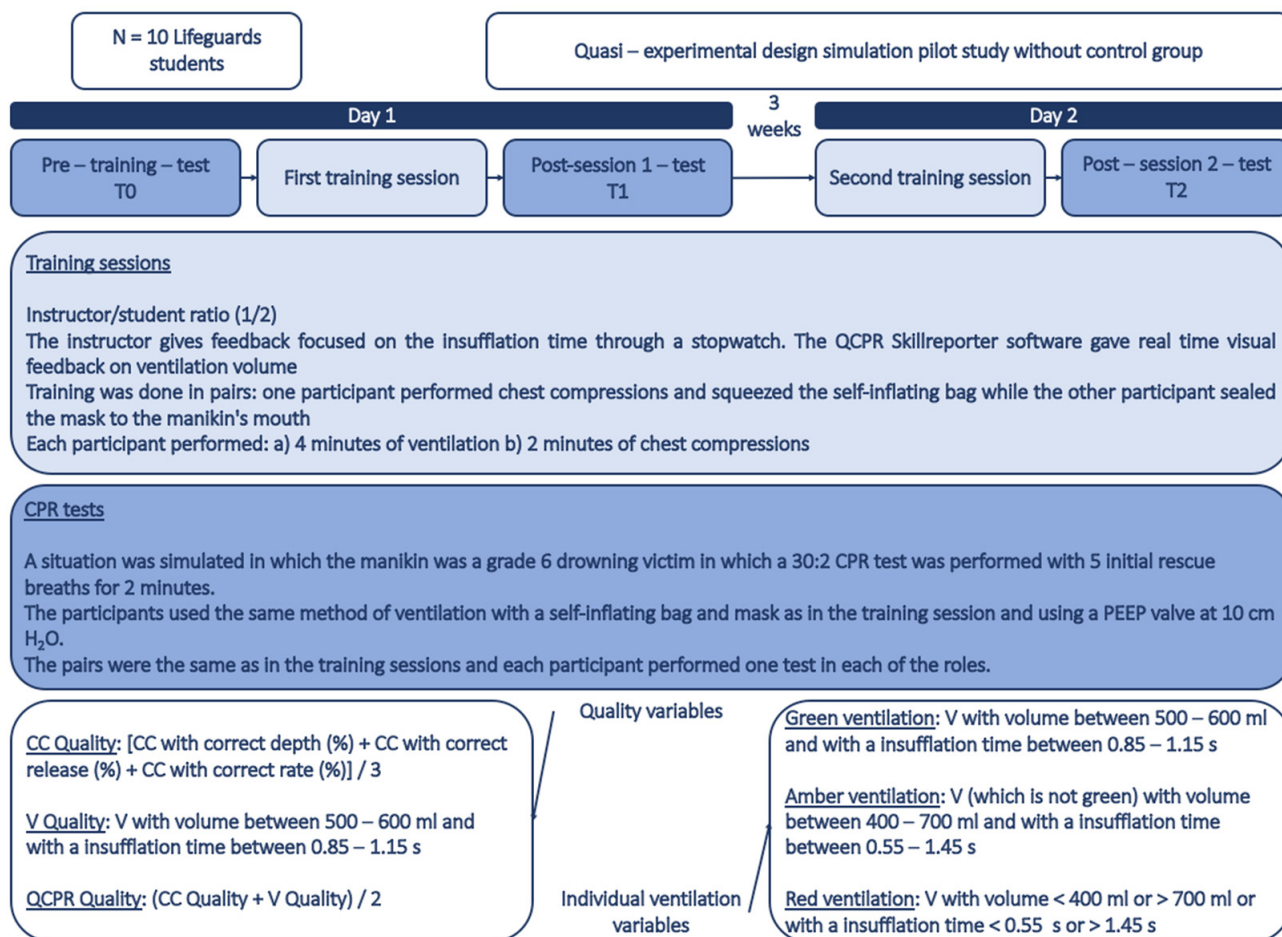 N = 10 Lifeguards
students
Quasi – experimental design simulation pilot study without control group
Day 1
3
weeks
Day 2
Pre – training – test
T0
First training session
Post-session 1 – test
T1
Second training session
Post – session 2 – test
T2
Training sessions
Instructor/student ratio (1/2)
The instructor gives feedback focused on the insufflation time through a stopwatch. The QCPR Skillreporter software gave real time visual
feedback on ventilation volume
Training was done in pairs: one participant performed chest compressions and squeezed the self-inflating bag while the other participant sealed
the mask to the manikin's mouth
Each participant performed: a) 4 minutes of ventilation b) 2 minutes of chest compressions
CPR tests
A situation was simulated in which the manikin was a grade 6 drowning victim in which a 30:2 CPR test was performed with 5 initial rescue
breaths for 2 minutes.
The participants used the same method of ventilation with a self-inflating bag and mask as in the training session and using a PEEP valve at 10 cm
H₂O.
The pairs were the same as in the training sessions and each participant performed one test in each of the roles.
CC Quality: [CC with correct depth (%) + CC with correct
release (%) + CC with correct rate (%)] / 3
V Quality: V with volume between 500 – 600 ml and
with a insufflation time between 0.85 – 1.15 s
QCPR Quality: (CC Quality + V Quality) / 2
Quality variables
Individual ventilation
variables
Green ventilation: V with volume between 500 – 600 ml
and with a insufflation time between 0.85 – 1.15 s
Amber ventilation: V (which is not green) with volume
between 400 – 700 ml and with a insufflation time
between 0.55 – 1.45 s
Red ventilation: V with volume < 400 ml or > 700 ml or
with a insufflation time < 0.55 s or > 1.45 s